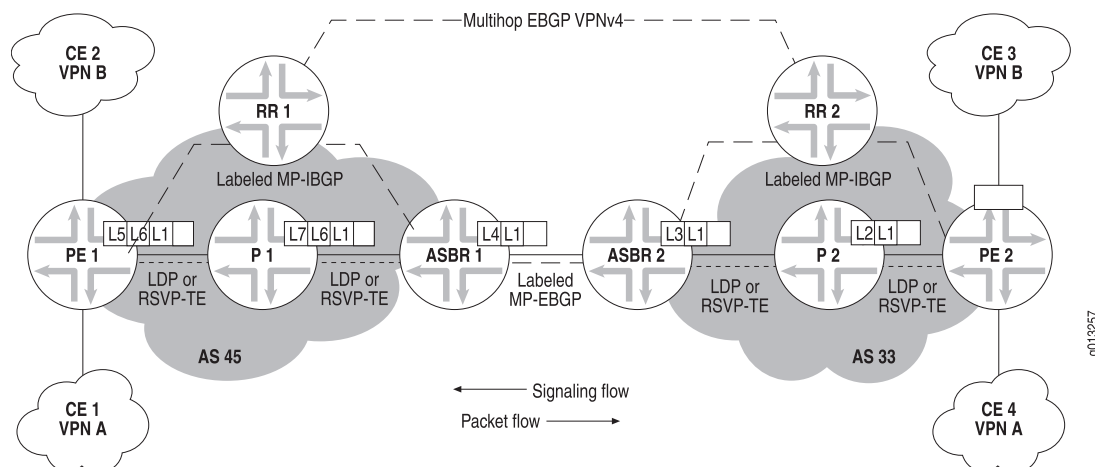 Multihop EBGP VPNv4
CE 2
VPN B
CE 3
VPN B
RR 1
RR 2
Labeled MP-IBGP
Labeled MP-IBGP
PE 1
L5 L6 L1
P 1
L7 L6 L1
ASBR 1
L4 L1
ASBR 2
L3 L1
P 2
L2 L1
PE 2
LDP or
RSVP-TE
LDP or
RSVP-TE
Labeled
MP-EBGP
LDP or
RSVP-TE
LDP or
RSVP-TE
AS 45
AS 33
Signaling flow
Packet flow
CE 1
VPN A
CE 4
VPN A
g013257